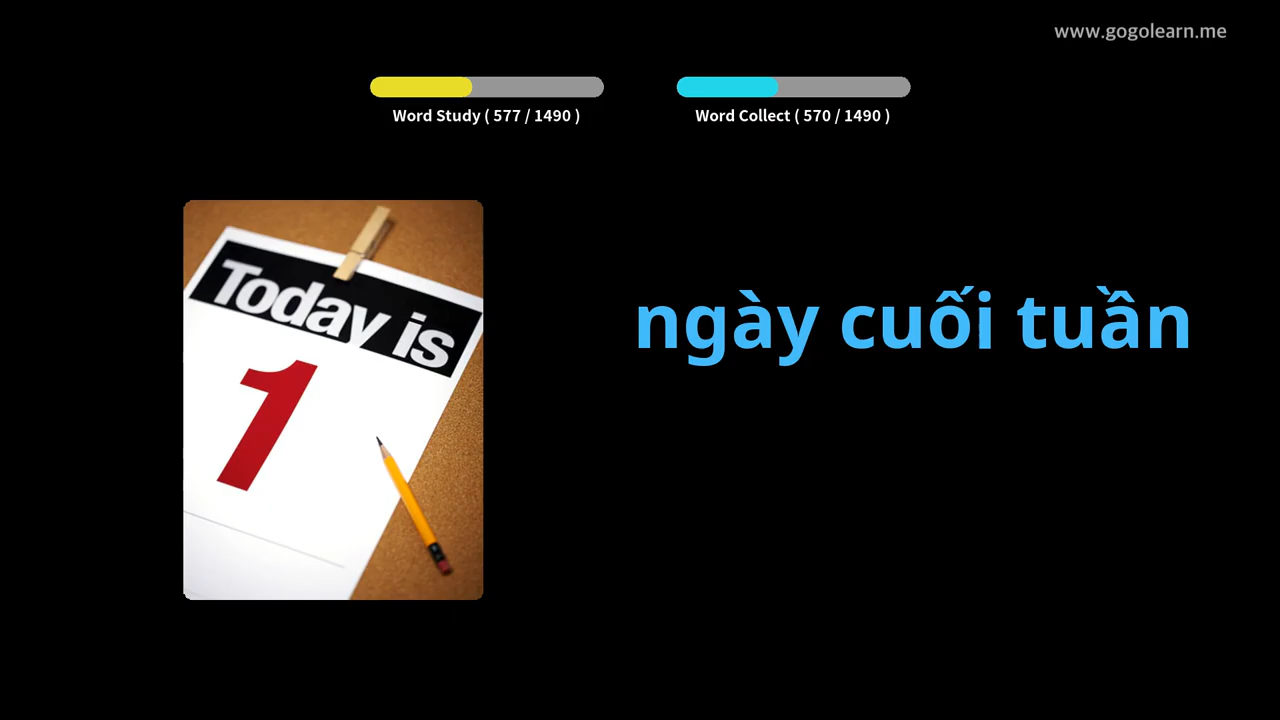 www.gogolearn.me
Word Study ( 577 / 1490 )
Word Collect ( 570 / 1490 )
Today is
1
ngày cuối tuần